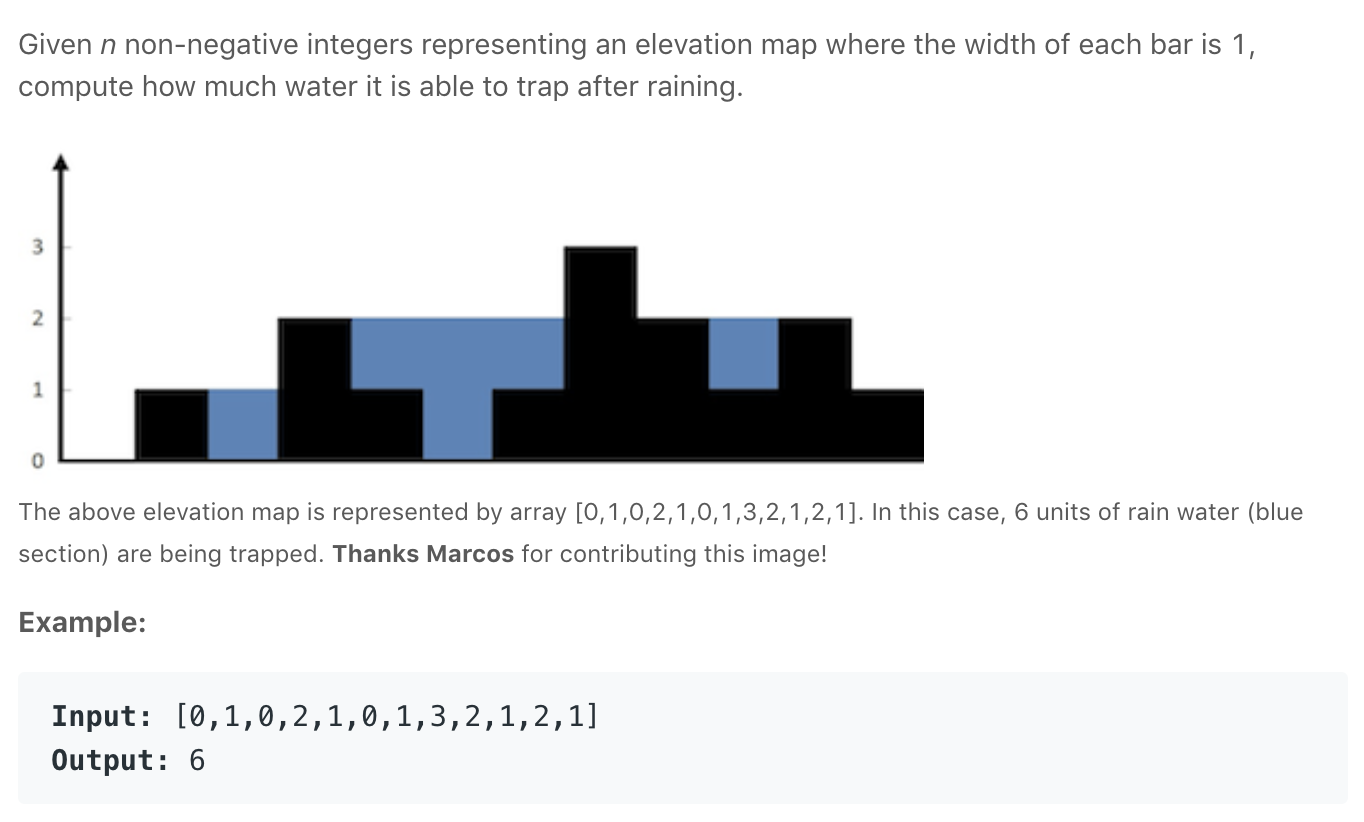 Given n non-negative integers representing an elevation map where the width of each bar is 1,
compute how much water it is able to trap after raining.
3
2
1
0
The above elevation map is represented by array [0,1,0,2,1,0,1,3,2,1,2,1]. In this case, 6 units of rain water (blue
section) are being trapped. Thanks Marcos for contributing this image!
Example:
Input: [0,1,0,2,1,0,1,3,2,1,2,1]
Output: 6